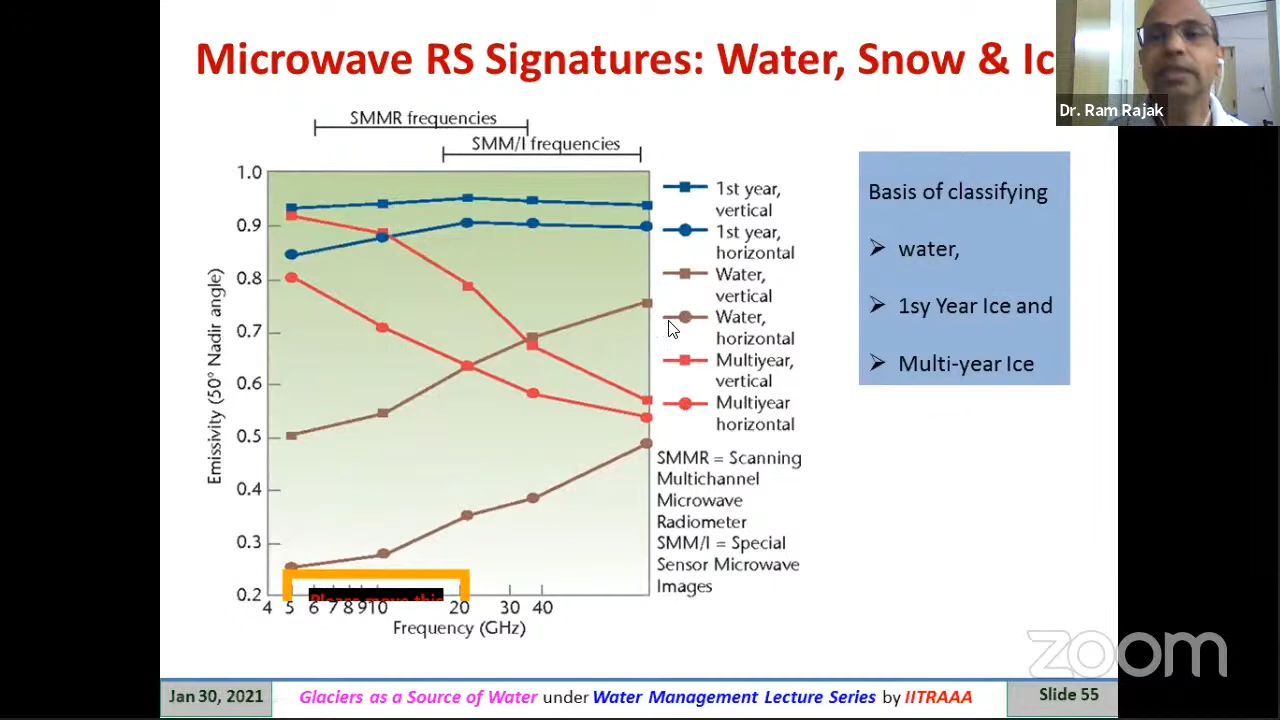 Microwave RS Signatures: Water, Snow & Ic
Dr. Ram Rajak
SMMR frequencies
SMM/I frequencies
1.0
0.9
0.8
0.7
0.6
0.5
0.4
0.3
0.2
Emissivity (50° Nadir angle)
4 5 6 7 8 9 10 20 30 40
Frequency (GHz)
1st year,
vertical
1st year,
horizontal
Water,
vertical
Water,
horizontal
Multiyear,
vertical
Multiyear
horizontal
SMMR = Scanning
Multichannel
Microwave
Radiometer
SMM/I = Special
Sensor Microwave
Images
Please move this
Basis of classifying
water,
1sy Year Ice and
Multi-year Ice
zoom
Jan 30, 2021
Glaciers as a Source of Water under Water Management Lecture Series by IITRAAA
Slide 55